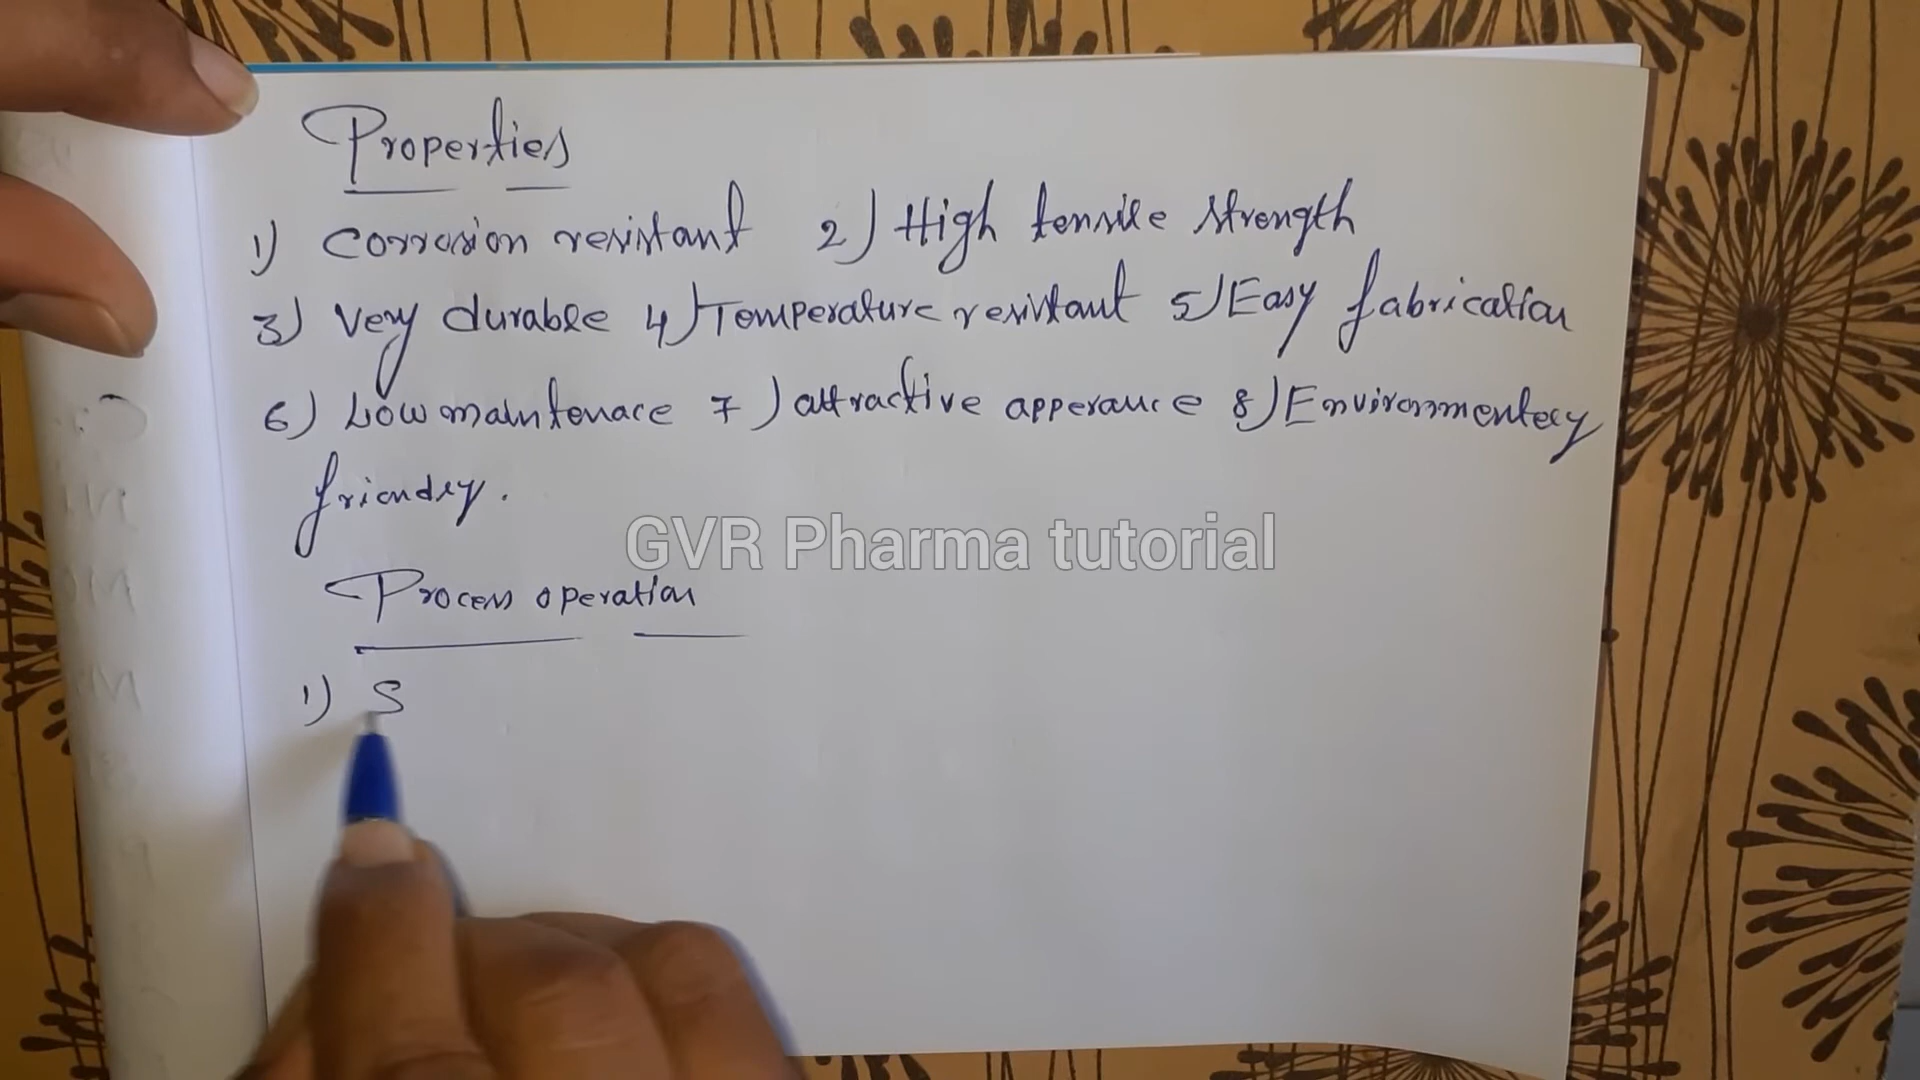 Properties
1) Corrosion resistant 2) High tensile strength
3) Very durable 4) Temperature resistant 5) Easy fabrication
6) Low maintenace 7) attractive apperance 8) Environmentely
friendly.
GVR Pharma tutorial
Process operation
1) S